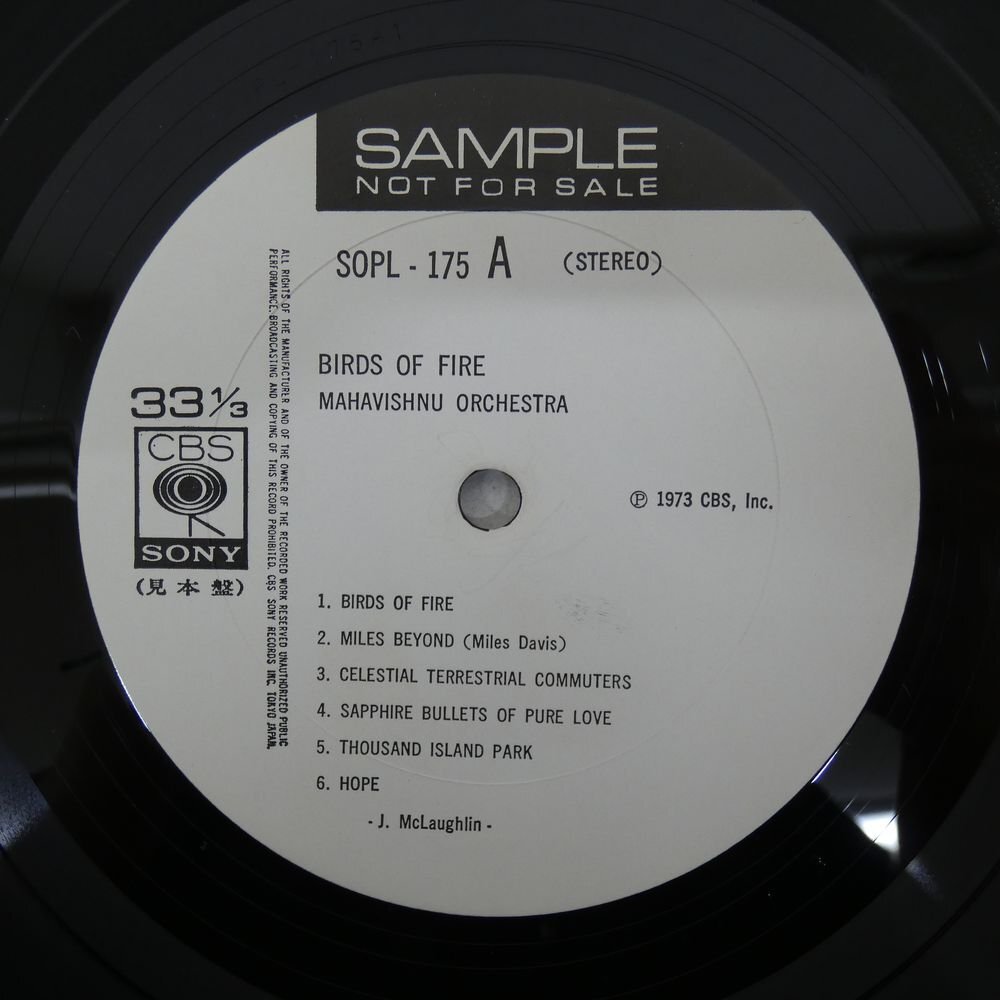 SAMPLE
NOT FOR SALE
SOPL - 175 A (STEREO)
BIRDS OF FIRE
MAHAVISHNU ORCHESTRA
33 1/3
CBS
SONY
(見本盤)
ALL RIGHTS OF THE MANUFACTURER AND OF THE OWNER OF THE RECORDED WORK RESERVED UNAUTHORIZED PUBLIC
PERFORMANCE, BROADCASTING AND COPYING OF THIS RECORD PROHIBITED. CBS SONY RECORDS INC. TOKYO JAPAN.
℗ 1973 CBS, Inc.
1. BIRDS OF FIRE
2. MILES BEYOND (Miles Davis)
3. CELESTIAL TERRESTRIAL COMMUTERS
4. SAPPHIRE BULLETS OF PURE LOVE
5. THOUSAND ISLAND PARK
6. HOPE
- J. McLaughlin -